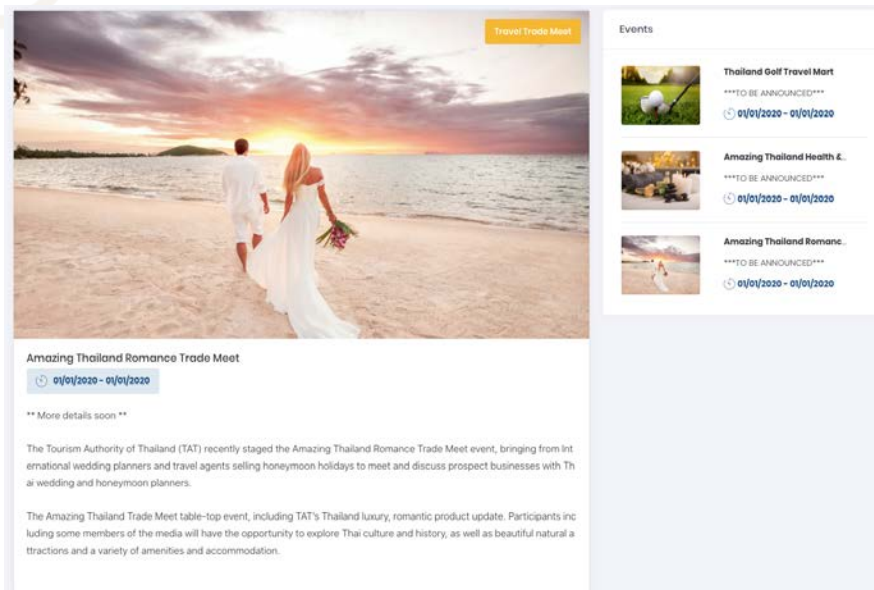 Travel Trade Meet
Amazing Thailand Romance Trade Meet
01/01/2020 - 01/01/2020
** More details soon **
The Tourism Authority of Thailand (TAT) recently staged the Amazing Thailand Romance Trade Meet event, bringing from Int
ernational wedding planners and travel agents selling honeymoon holidays to meet and discuss prospect businesses with Th
ai wedding and honeymoon planners.
The Amazing Thailand Trade Meet table-top event, including TAT's Thailand luxury, romantic product update. Participants inc
luding some members of the media will have the opportunity to explore Thai culture and history, as well as beautiful natural a
ttractions and a variety of amenities and accommodation.
Events
Thailand Golf Travel Mart
***TO BE ANNOUNCED***
01/01/2020 - 01/01/2020
Amazing Thailand Health &..
***TO BE ANNOUNCED***
01/01/2020 - 01/01/2020
Amazing Thailand Romanc..
***TO BE ANNOUNCED***
01/01/2020 - 01/01/2020